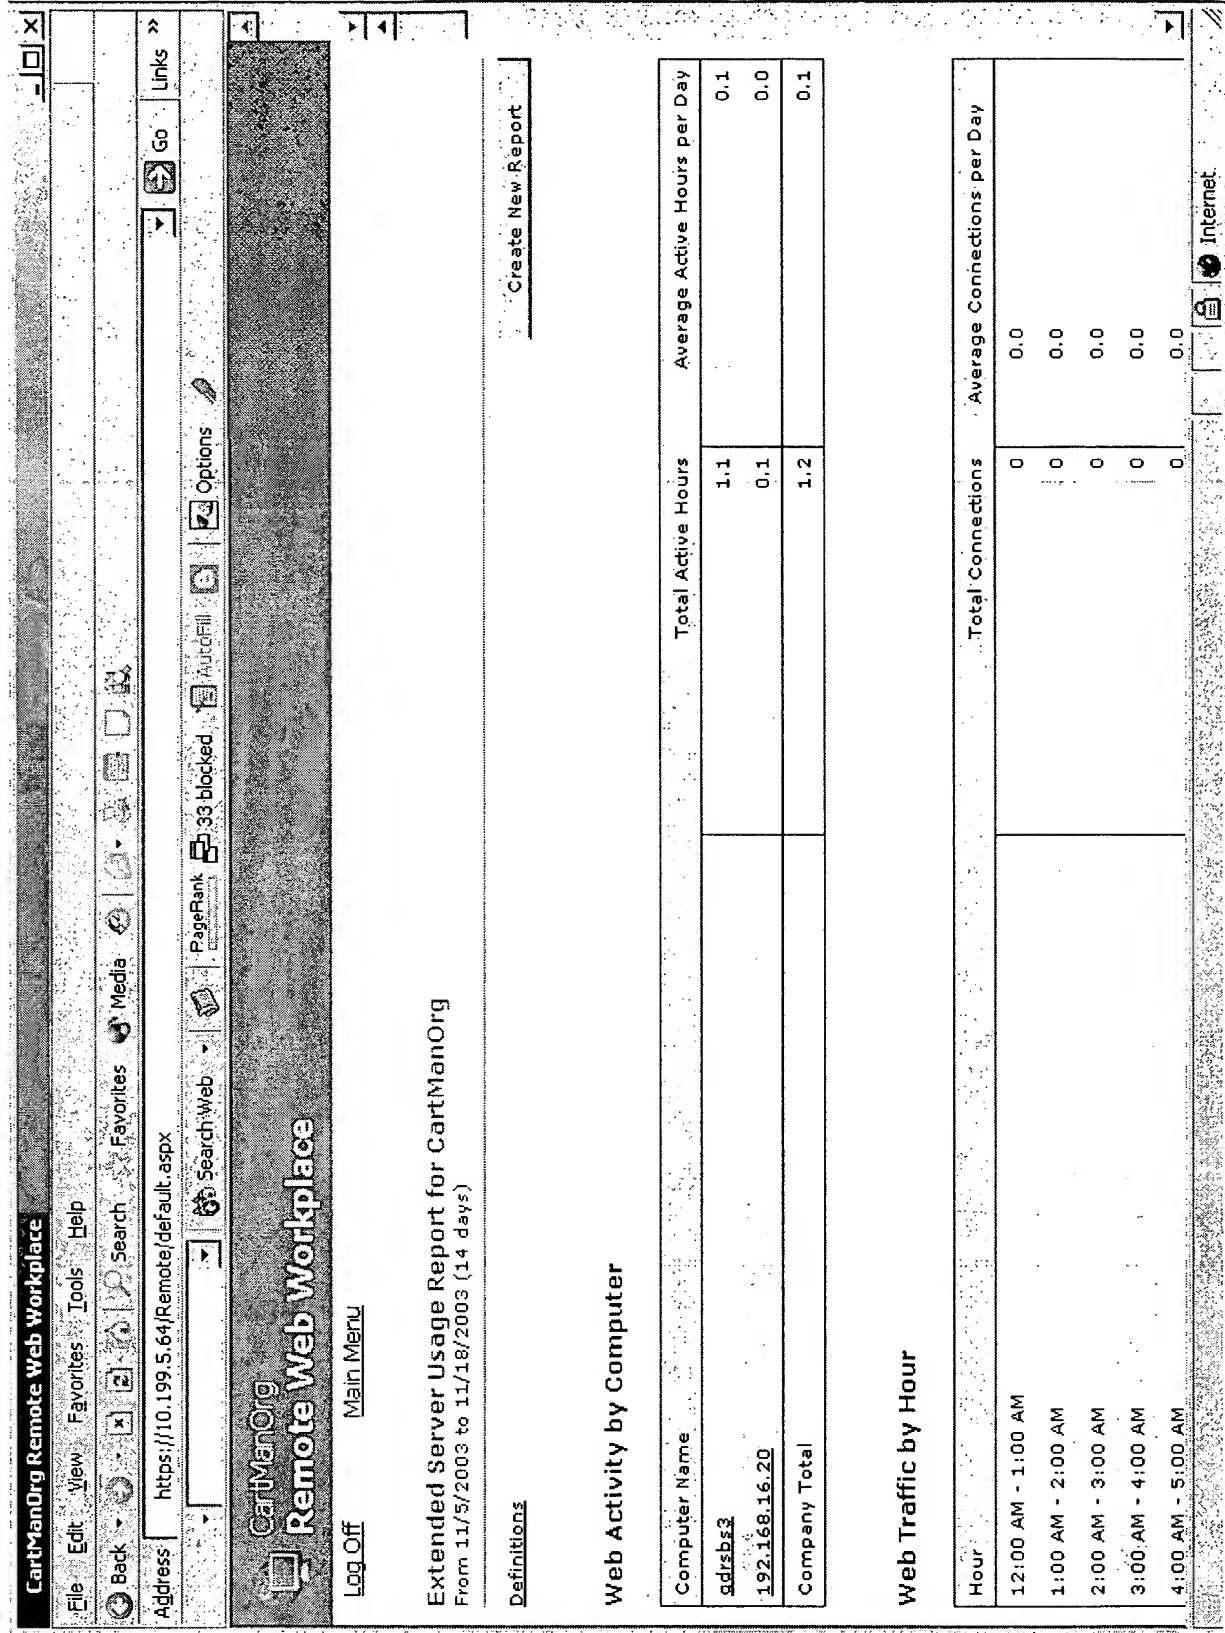 CartManOrg Remote Web Workplace
File Edit View Favorites Tools Help
Back Search Favorites Media
Address https://10.199.5.64/Remote/default.aspx Go Links »
Search Web PageRank 33 blocked AutoFill Options
CartManOrg
Remote Web Workplace
Log Off Main Menu
Extended Server Usage Report for CartManOrg
From 11/5/2003 to 11/18/2003 (14 days)
Definitions Create New Report
Web Activity by Computer
Computer Name Total Active Hours Average Active Hours per Day
gdrsbs3 1.1 0.1
192.168.16.20 0.1 0.0
Company Total 1.2 0.1
Web Traffic by Hour
Hour Total Connections Average Connections per Day
12:00 AM - 1:00 AM 0 0.0
1:00 AM - 2:00 AM 0 0.0
2:00 AM - 3:00 AM 0 0.0
3:00 AM - 4:00 AM 0 0.0
4:00 AM - 5:00 AM 0 0.0
Internet